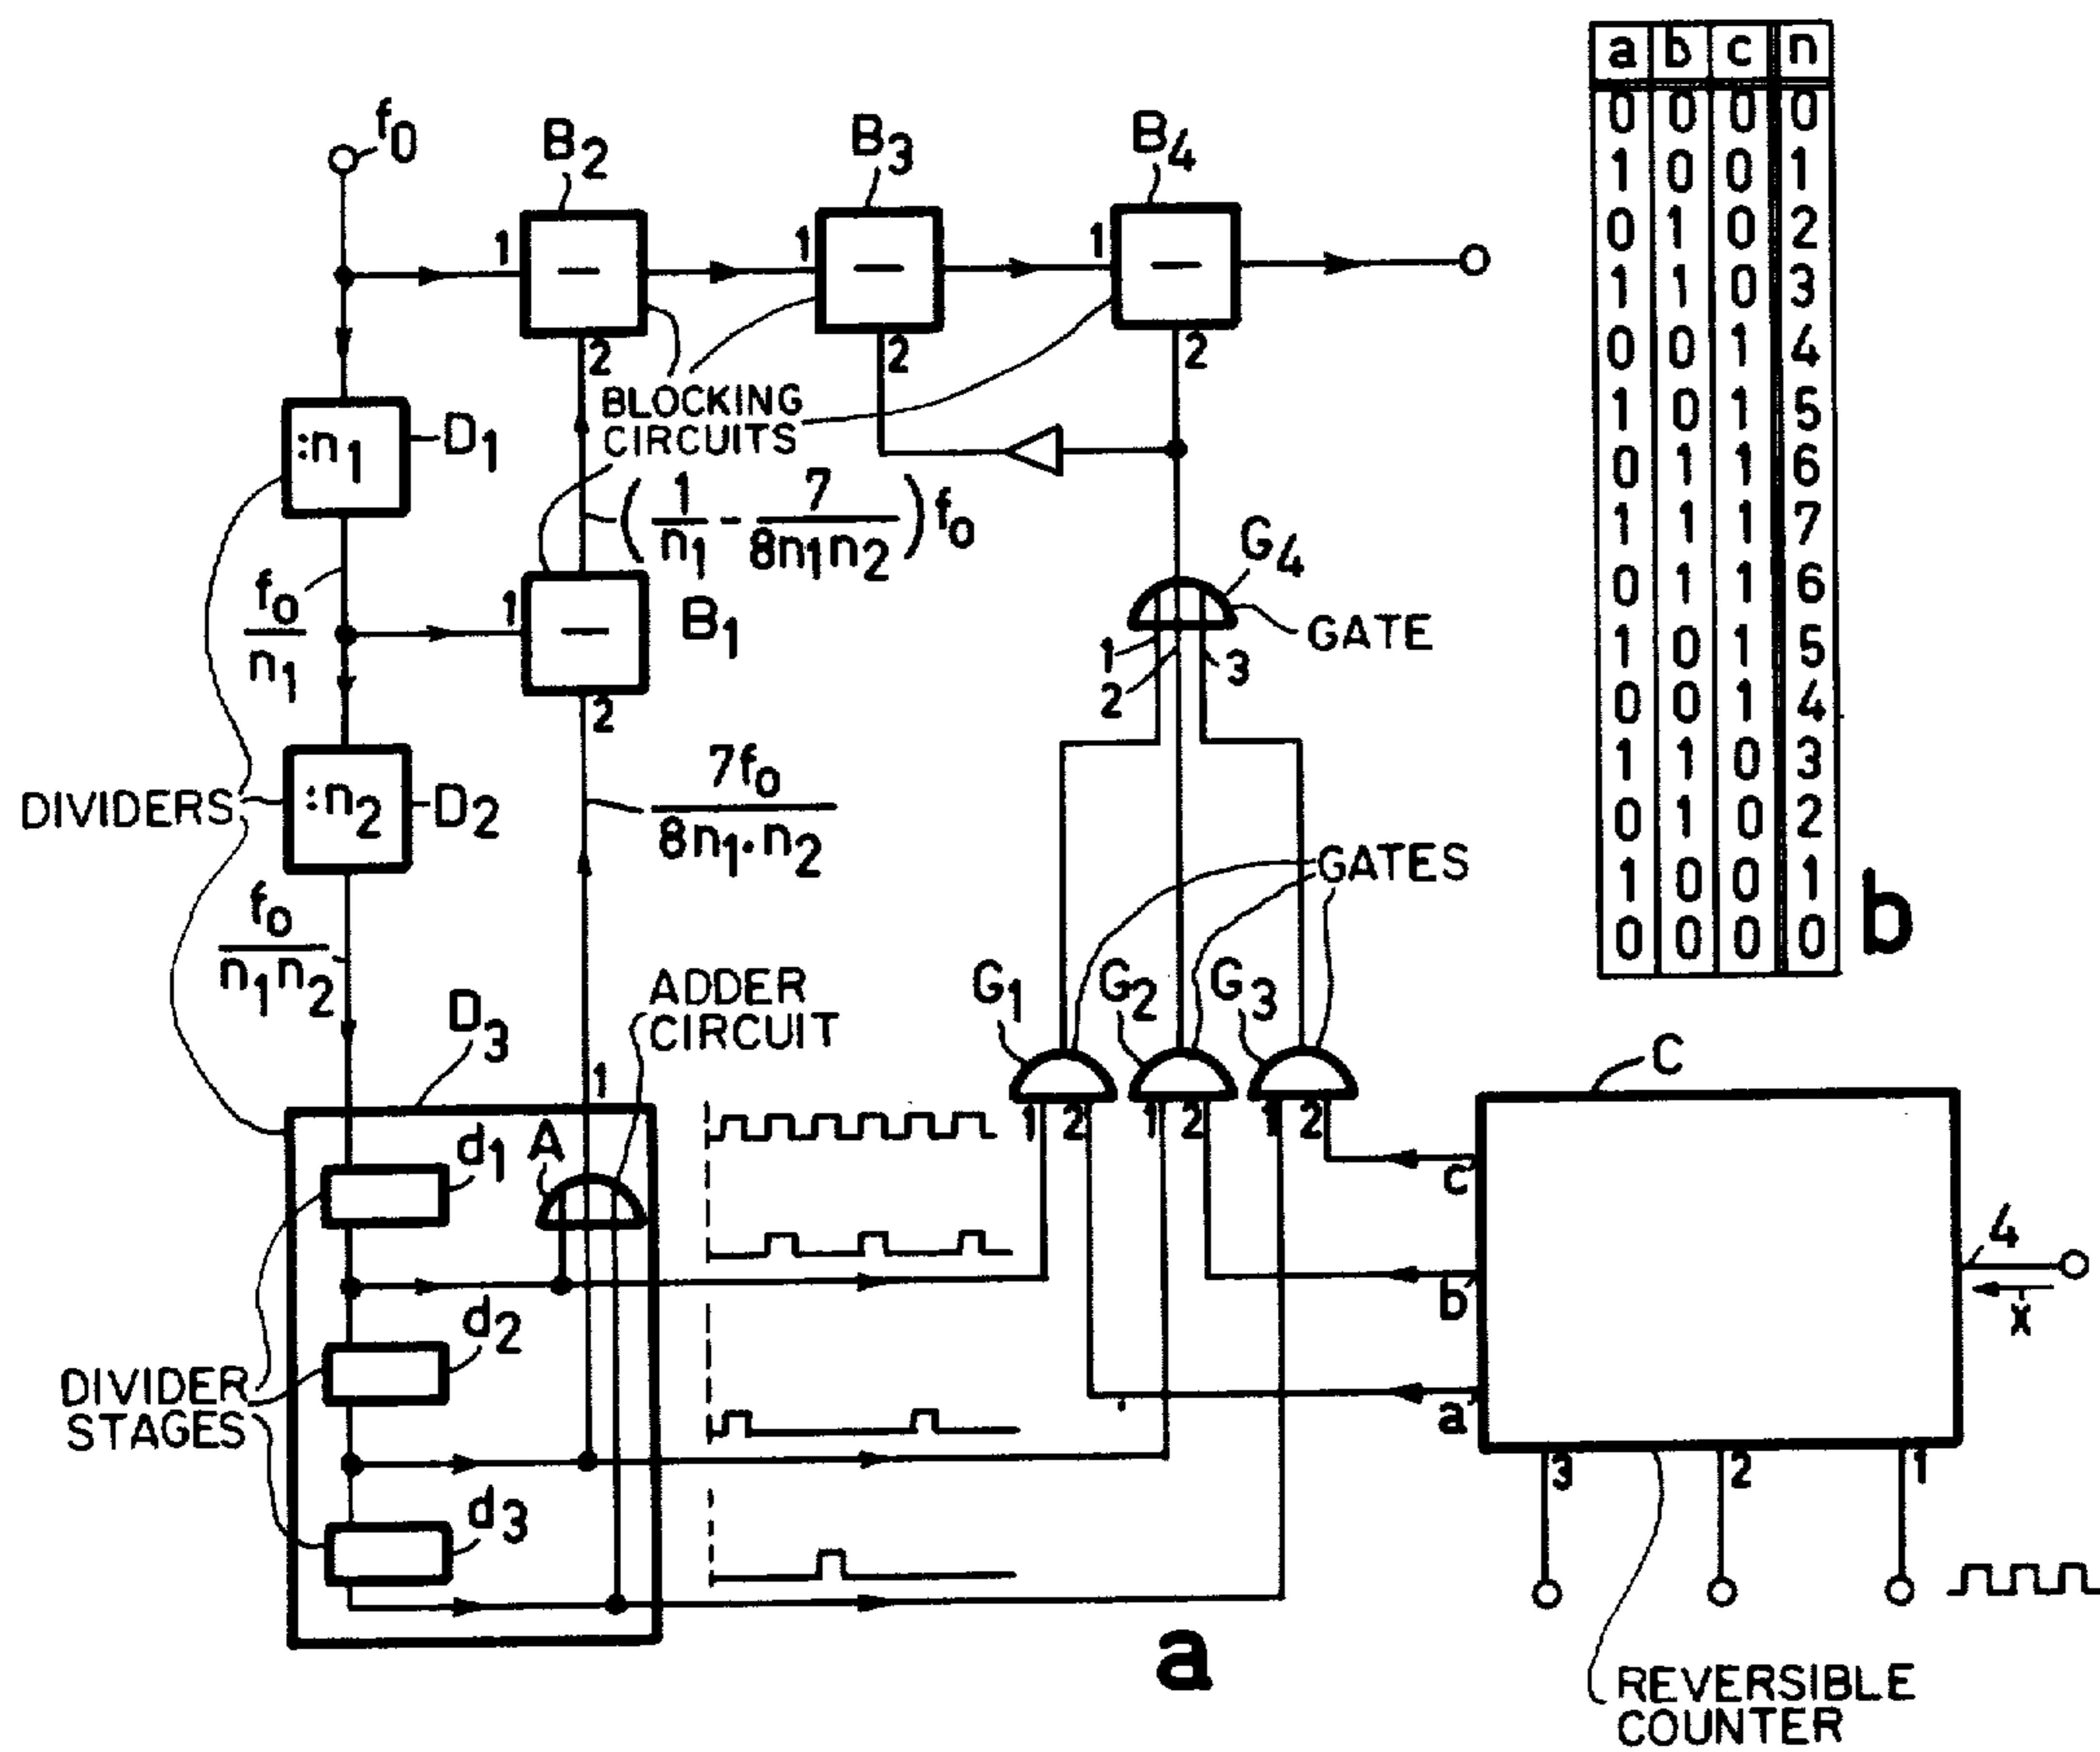 f0
B2
B3
B4
1
1
1
2
2
2
BLOCKING
CIRCUITS
:n1
D1
(1/n1 - 7/8n1n2)f0
f0/n1
1
B1
2
G4
GATE
1
2
3
DIVIDERS
:n2
D2
7f0/8n1.n2
f0/n1n2
GATES
D3
1
ADDER
CIRCUIT
G1
G2
G3
1 2
1 2
1 2
C
d1
A
c
4
b
x
d2
DIVIDER
STAGES
a
3
2
1
d3
REVERSIBLE
COUNTER
a
a b c n
0 0 0 0
1 0 0 1
0 1 0 2
1 1 0 3
0 0 1 4
1 0 1 5
0 1 1 6
1 1 1 7
0 1 1 6
1 0 1 5
0 0 1 4
1 1 0 3
0 1 0 2
1 0 0 1
0 0 0 0
b